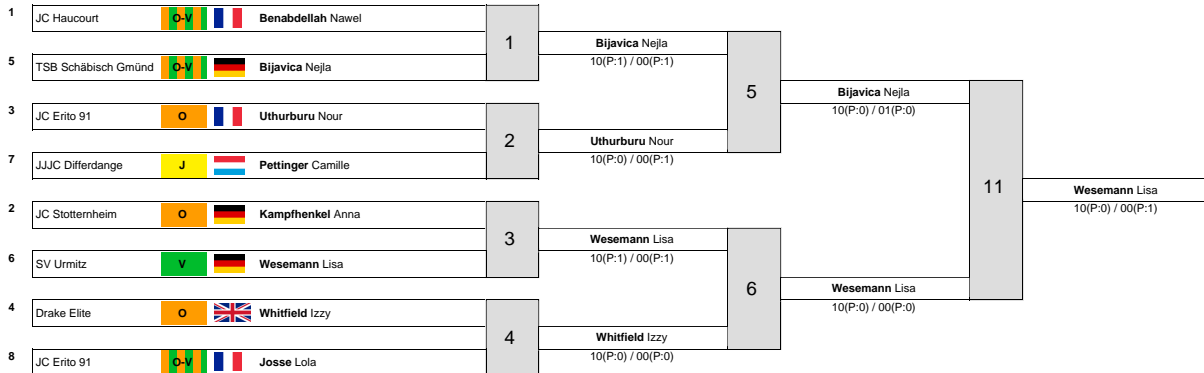 1 JC Haucourt O-V Benabdellah Nawel
1
Bijavica Nejla
10(P:1) / 00(P:1)
5 TSB Schäbisch Gmünd O-V Bijavica Nejla
5
Bijavica Nejla
10(P:0) / 01(P:0)
3 JC Erito 91 O Uthurburu Nour
2
Uthurburu Nour
10(P:0) / 00(P:1)
7 JJJC Differdange J Pettinger Camille
11
Wesemann Lisa
10(P:0) / 00(P:1)
2 JC Stotternheim O Kampfhenkel Anna
3
Wesemann Lisa
10(P:1) / 00(P:1)
6 SV Urmitz V Wesemann Lisa
6
Wesemann Lisa
10(P:0) / 00(P:0)
4 Drake Elite O Whitfield Izzy
4
Whitfield Izzy
10(P:0) / 00(P:0)
8 JC Erito 91 O-V Josse Lola